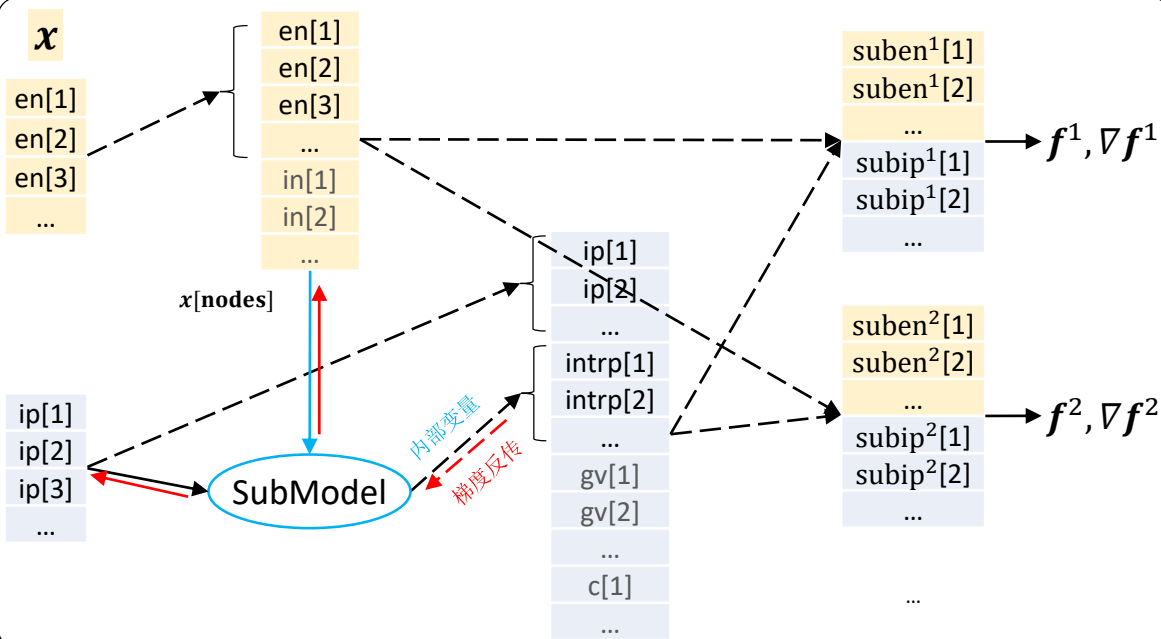 x
en[1]
en[2]
en[3]
...
en[1]
en[2]
en[3]
...
in[1]
in[2]
...
x[nodes]
ip[1]
ip[2]
ip[3]
...
SubModel
内部变量
梯度反传
ip[1]
ip[2]
...
intrp[1]
intrp[2]
...
gv[1]
gv[2]
...
c[1]
...
suben¹[1]
suben¹[2]
...
subip¹[1]
subip¹[2]
...
f¹, ∇f¹
suben²[1]
suben²[2]
...
subip²[1]
subip²[2]
...
f², ∇f²
...